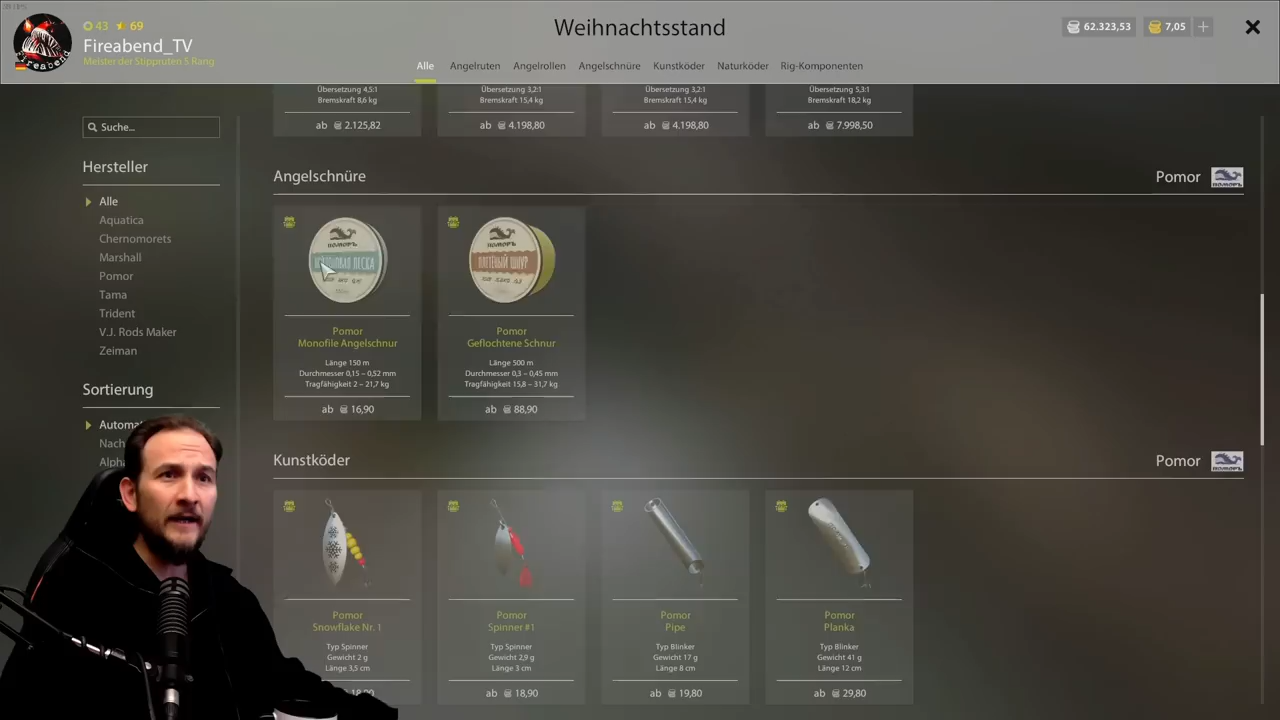 43 69
Fireabend_TV
Meister der Stippruten 5 Rang
Weihnachtsstand
62.323,53
7,05
Alle
Angelruten
Angelrollen
Angelschnüre
Kunstköder
Naturköder
Rig-Komponenten
Suche...
Hersteller
Alle
Aquatica
Chernomorets
Marshall
Pomor
Tama
Trident
V.J. Rods Maker
Zeiman
Sortierung
Automat
Nach
Alpha
Übersetzung 4,5:1
Bremskraft 8,6 kg
ab 2.125,82
Übersetzung 3,2:1
Bremskraft 15,4 kg
ab 4.198,80
Übersetzung 3,2:1
Bremskraft 15,4 kg
ab 4.198,80
Übersetzung 5,3:1
Bremskraft 18,2 kg
ab 7.998,50
Angelschnüre
Pomor
ПОМОРЪ
ПОМОРЪ
ПЛЕТЁНЫЙ ШНУР
Pomor
Monofile Angelschnur
Länge 150 m
Durchmesser 0,15 – 0,52 mm
Tragfähigkeit 2 – 21,7 kg
ab 16,90
Pomor
Geflochtene Schnur
Länge 500 m
Durchmesser 0,3 – 0,45 mm
Tragfähigkeit 15,8 – 31,7 kg
ab 88,90
Kunstköder
Pomor
Pomor
Snowflake Nr. 1
Typ Spinner
Gewicht 2 g
Länge 3,5 cm
18,90
Pomor
Spinner #1
Typ Spinner
Gewicht 2,9 g
Länge 3 cm
ab 18,90
Pomor
Pipe
Typ Blinker
Gewicht 17 g
Länge 8 cm
ab 19,80
Pomor
Planka
Typ Blinker
Gewicht 41 g
Länge 12 cm
ab 29,80